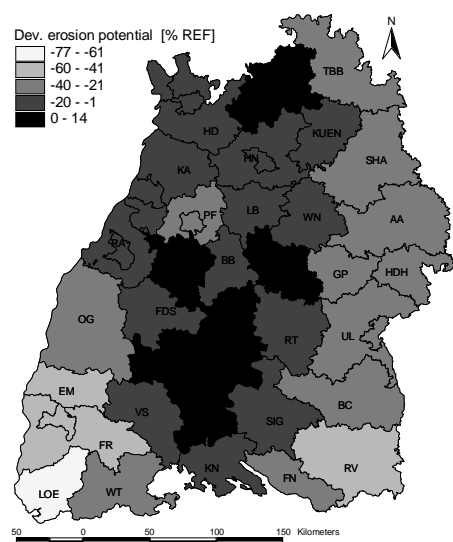 Dev. erosion potential [% REF]
-77 - -61
-60 - -41
-40 - -21
-20 - -1
0 - 14
N
TBB
HD
KUEN
HN
SHA
KA
PF
LB
WN
AA
RA
BB
GP
HDH
OG
FDS
RT
UL
EM
VS
SIG
BC
FR
KN
FN
RV
LOE
WT
50 0 50 100 150 Kilometers